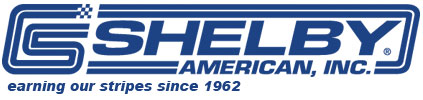 SHELBY®
AMERICAN, INC.
earning our stripes since 1962